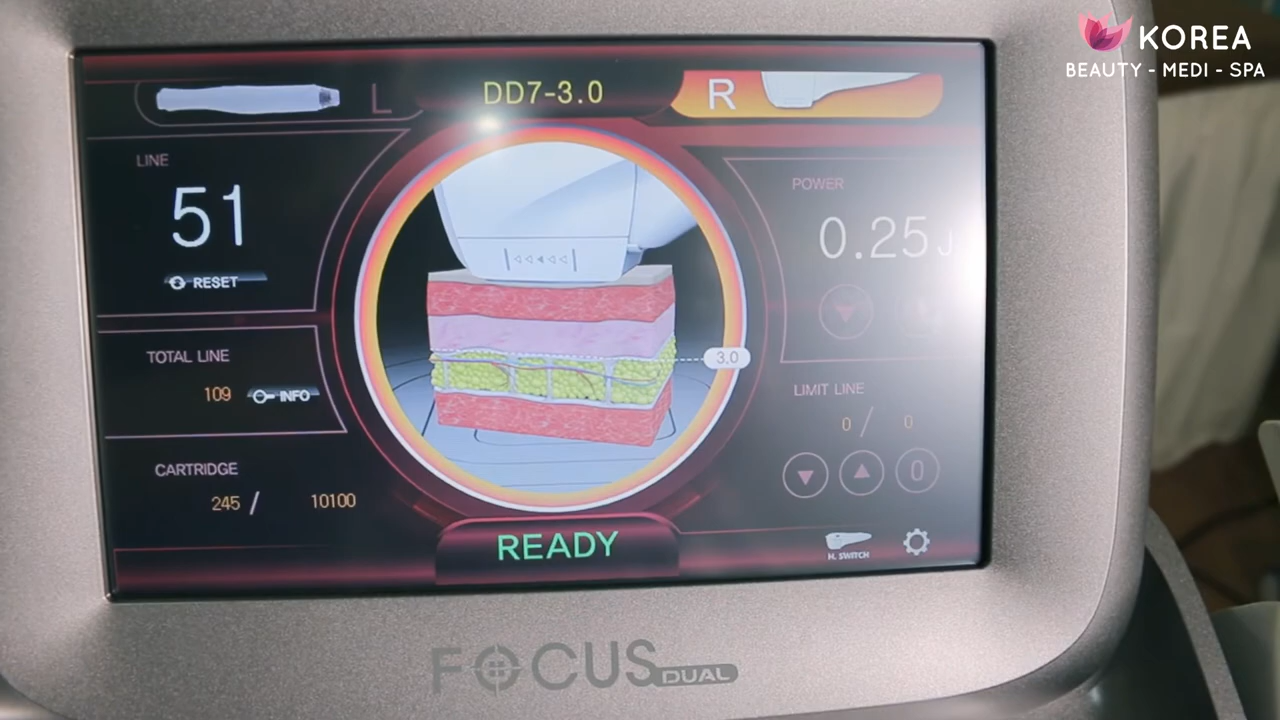 KOREA
BEAUTY - MEDI - SPA
L
DD7-3.0
R
LINE
51
RESET
TOTAL LINE
109
INFO
CARTRIDGE
245 / 10100
POWER
0.25J
3.0
LIMIT LINE
0 / 0
0
READY
H. SWITCH
FOCUS DUAL